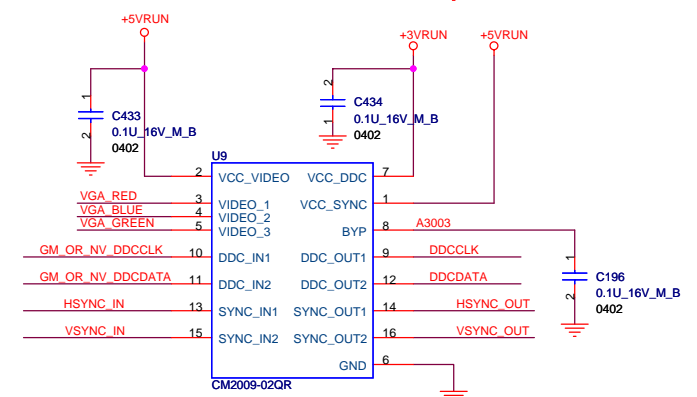 +5VRUN
+3VRUN
+5VRUN
1
C433
0.1U_16V_M_B
2
0402
2
C434
0.1U_16V_M_B
1
0402
U9
2 VCC_VIDEO VCC_DDC 7
VGA_RED 3 VIDEO_1 VCC_SYNC 1
VGA_BLUE 4 VIDEO_2
VGA_GREEN 5 VIDEO_3 BYP 8 A3003
GM_OR_NV_DDCCLK 10 DDC_IN1 DDC_OUT1 9 DDCCLK
GM_OR_NV_DDCDATA 11 DDC_IN2 DDC_OUT2 12 DDCDATA
HSYNC_IN 13 SYNC_IN1 SYNC_OUT1 14 HSYNC_OUT
VSYNC_IN 15 SYNC_IN2 SYNC_OUT2 16 VSYNC_OUT
GND 6
CM2009-02QR
1
C196
0.1U_16V_M_B
2
0402